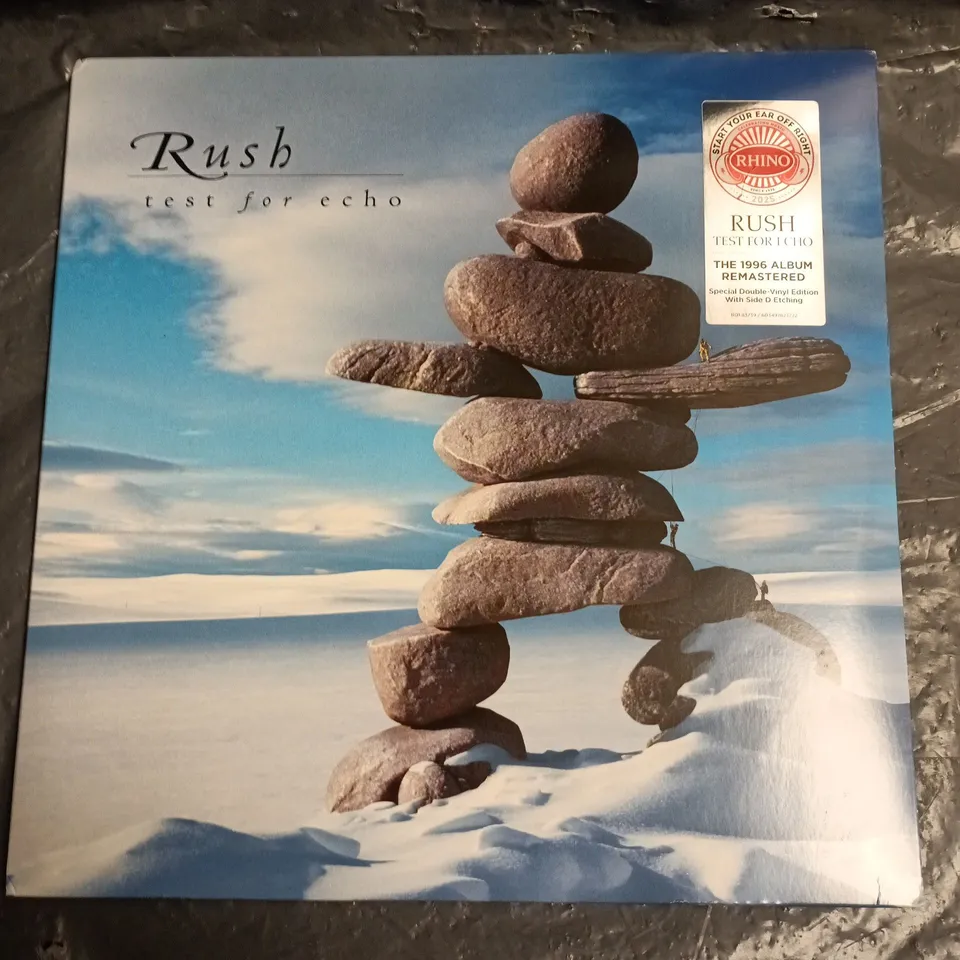 Rush
test for echo
START YOUR EAR OFF RIGHT
RHINO
2025
RUSH
TEST FOR ECHO
THE 1996 ALBUM
REMASTERED
Special Double-Vinyl Edition
With Side D Etching